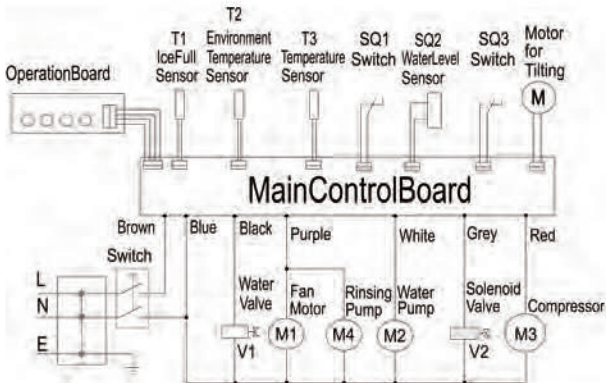 T2
T1
Environment
T3
SQ1
SQ2
SQ3
Motor
for
Tilting
IceFull
Sensor
Temperature
Sensor
Temperature
Sensor
Switch
WaterLevel
Sensor
Switch
OperationBoard
M
MainControlBoard
Brown
Blue
Black
Purple
White
Grey
Red
Switch
L
N
E
Water
Valve
V1
Fan
Motor
M1
Rinsing
Pump
M4
Water
Pump
M2
Solenoid
Valve
V2
Compressor
M3